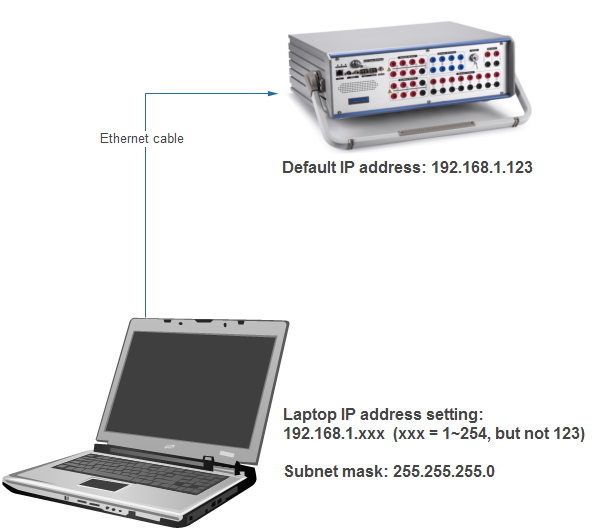 Ethernet cable
Default IP address: 192.168.1.123
Laptop IP address setting:
192.168.1.xxx  (xxx = 1~254, but not 123)
Subnet mask: 255.255.255.0